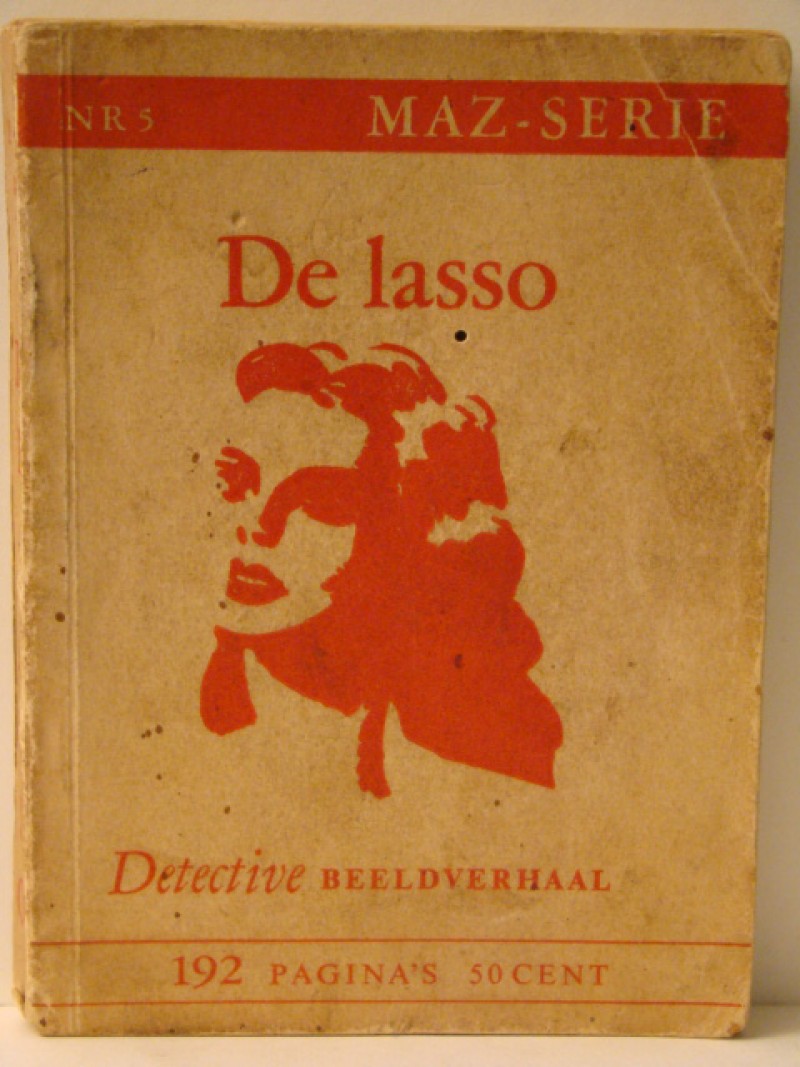 NR 5 MAZ-SERIE
De lasso
Detective BEELDVERHAAL
192 PAGINA'S 50 CENT